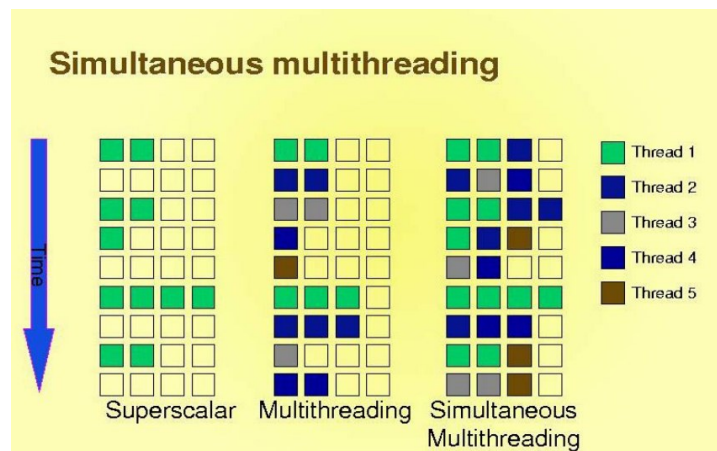 Simultaneous multithreading
Time
Thread 1
Thread 2
Thread 3
Thread 4
Thread 5
Superscalar
Multithreading
Simultaneous
Multithreading